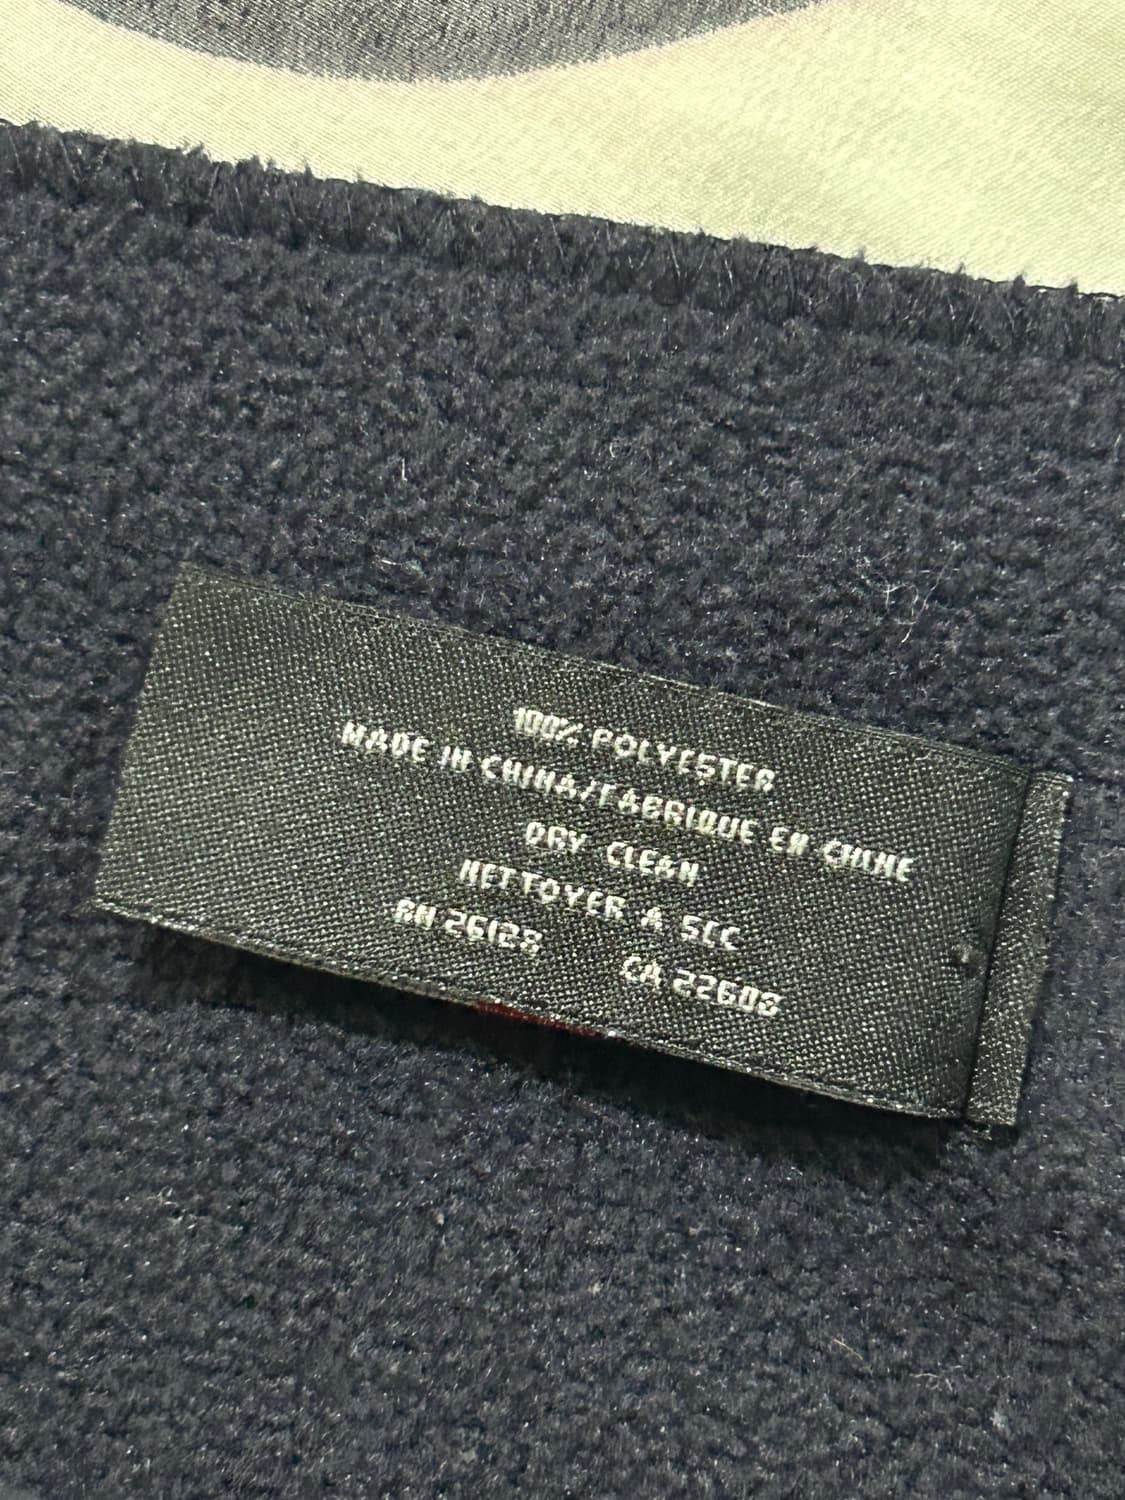 100% POLYESTER
MADE IN CHINA/FABRIQUE EN CHINE
DRY CLEAN
NETTOYER A SEC
RN 26128 CA 22608